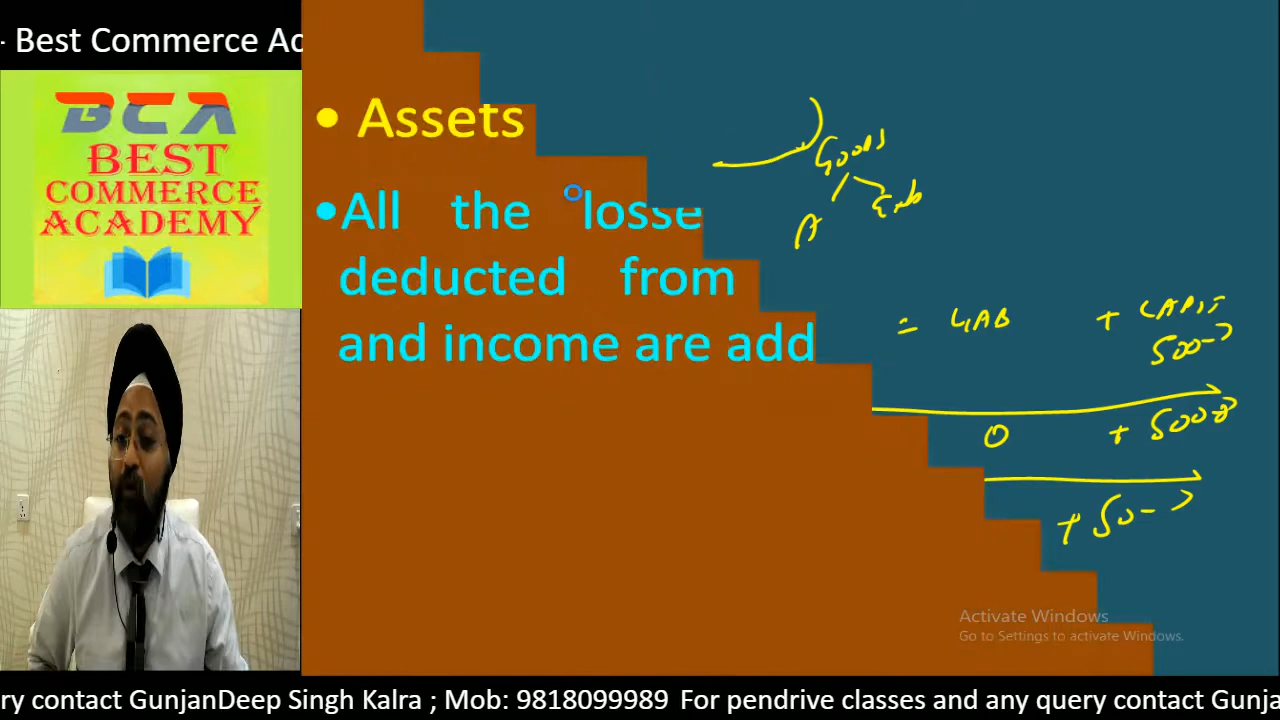 - Best Commerce Ac
BCA
BEST
COMMERCE
ACADEMY
• Assets
•All the losse
deducted from
and income are add
Goods
A
= LIAB +
5000
0 + 5000
+ 500
Activate Windows
Go to Settings to activate Windows.
ry contact GunjanDeep Singh Kalra ; Mob: 9818099989 For pendrive classes and any query contact Gunja